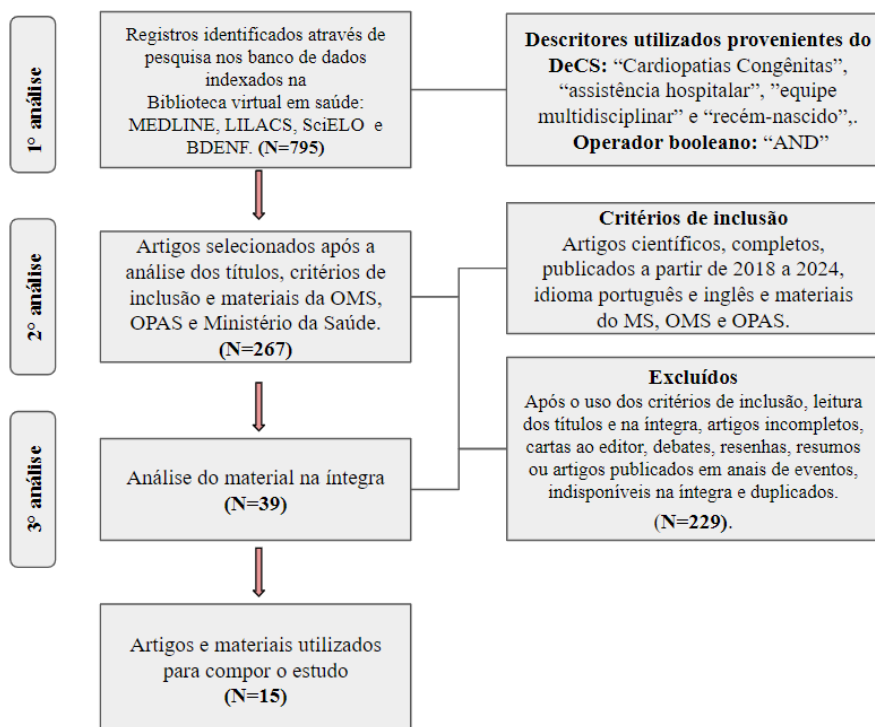 1° análise
Registros identificados através de
pesquisa nos banco de dados
indexados na
Biblioteca virtual em saúde:
MEDLINE, LILACS, SciELO e
BDENF. (N=795)
Descritores utilizados provenientes do
DeCS: “Cardiopatias Congênitas”,
“assistência hospitalar”, ”equipe
multidisciplinar” e “recém-nascido”,.
Operador booleano: “AND”
2° análise
Artigos selecionados após a
análise dos títulos, critérios de
inclusão e materiais da OMS,
OPAS e Ministério da Saúde.
(N=267)
Critérios de inclusão
Artigos científicos, completos,
publicados a partir de 2018 a 2024,
idioma português e inglês e materiais
do MS, OMS e OPAS.
Excluídos
Após o uso dos critérios de inclusão, leitura
dos títulos e na íntegra, artigos incompletos,
cartas ao editor, debates, resenhas, resumos
ou artigos publicados em anais de eventos,
indisponíveis na íntegra e duplicados.
(N=229).
3° análise
Análise do material na íntegra
(N=39)
Artigos e materiais utilizados
para compor o estudo
(N=15)